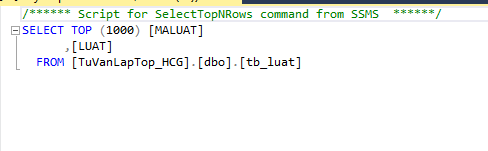 /****** Script for SelectTopNRows command from SSMS  ******/
SELECT TOP (1000) [MALUAT]
      ,[LUAT]
  FROM [TuVanLapTop_HCG].[dbo].[tb_luat]